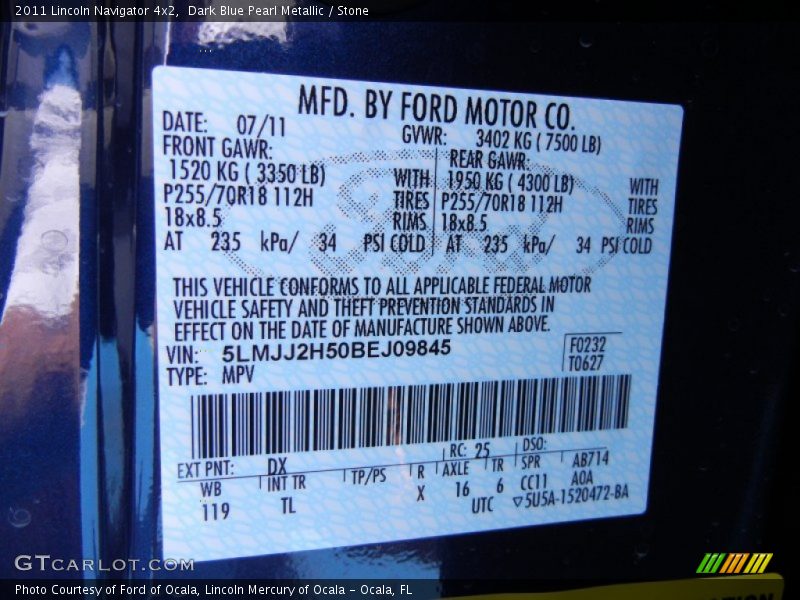 2011 Lincoln Navigator 4x2, Dark Blue Pearl Metallic / Stone
MFD. BY FORD MOTOR CO.
DATE: 07/11 GVWR: 3402 KG ( 7500 LB)
FRONT GAWR: REAR GAWR:
1520 KG ( 3350 LB) WITH 1950 KG ( 4300 LB) WITH
P255/70R18 112H TIRES P255/70R18 112H TIRES
18x8.5 RIMS 18x8.5 RIMS
AT 235 kPa/ 34 PSI COLD AT 235 kPa/ 34 PSI COLD
THIS VEHICLE CONFORMS TO ALL APPLICABLE FEDERAL MOTOR
VEHICLE SAFETY AND THEFT PREVENTION STANDARDS IN
EFFECT ON THE DATE OF MANUFACTURE SHOWN ABOVE.
VIN: 5LMJJ2H50BEJ09845 F0232
TYPE: MPV T0627
EXT PNT: DX RC: 25 DSO:
WB INT TR TP/PS R AXLE TR SPR AB714
119 TL X 16 6 CC11 AOA
UTC ▽5U5A-1520472-BA
GTCARLOT.COM
Photo Courtesy of Ford of Ocala, Lincoln Mercury of Ocala – Ocala, FL